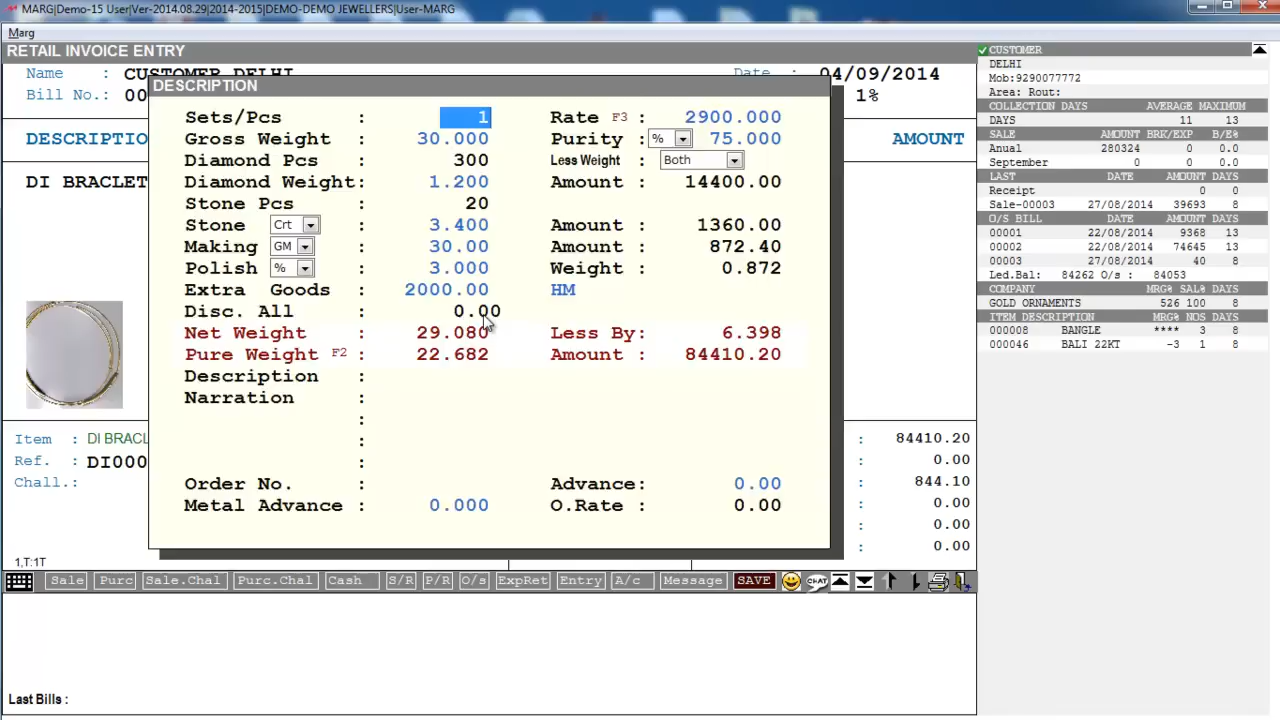 MARG|Demo-15 User|Ver-2014.08.29|2014-2015|DEMO-DEMO JEWELLERS|User-MARG
Marg
RETAIL INVOICE ENTRY
Name : CUSTOMER DELHI Date : 04/09/2014
Bill No.: 00 1%
DESCRIPTIO AMOUNT
DI BRACLET
DESCRIPTION
Sets/Pcs : 1 Rate F3 : 2900.000
Gross Weight : 30.000 Purity : % 75.000
Diamond Pcs : 300 Less Weight : Both
Diamond Weight: 1.200 Amount : 14400.00
Stone Pcs : 20
Stone Crt : 3.400 Amount : 1360.00
Making GM : 30.00 Amount : 872.40
Polish % : 3.000 Weight : 0.872
Extra Goods : 2000.00 HM
Disc. All : 0.00
Net Weight : 29.080 Less By: 6.398
Pure Weight F2 : 22.682 Amount : 84410.20
Description :
Narration :
:
:
:
Order No. : Advance: 0.00
Metal Advance : 0.000 O.Rate : 0.00
Item : DI BRACL : 84410.20
Ref. : DI000 : 0.00
Chall.: : 844.10
: 0.00
: 0.00
: 0.00
1,T:1T
Sale Purc Sale.Chal Purc.Chal Cash S/R P/R O/s ExpRet Entry A/c Message SAVE CHAT
Last Bills :
CUSTOMER
DELHI
Mob:9290077772
Area: Rout:
COLLECTION DAYS AVERAGE MAXIMUM
DAYS 11 13
SALE AMOUNT BRK/EXP B/E%
Anual 280324 0 0.0
September 0 0 0.0
LAST DATE AMOUNT DAYS
Receipt 0 0
Sale-00003 27/08/2014 39693 8
O/S BILL DATE AMOUNT DAYS
00001 22/08/2014 9368 13
00002 22/08/2014 74645 13
00003 27/08/2014 40 8
Led.Bal: 84262 O/s : 84053
COMPANY MRG% SAL% DAYS
GOLD ORNAMENTS 526 100 8
ITEM DESCRIPTION MRG% NOS DAYS
000008 BANGLE **** 3 8
000046 BALI 22KT -3 1 8